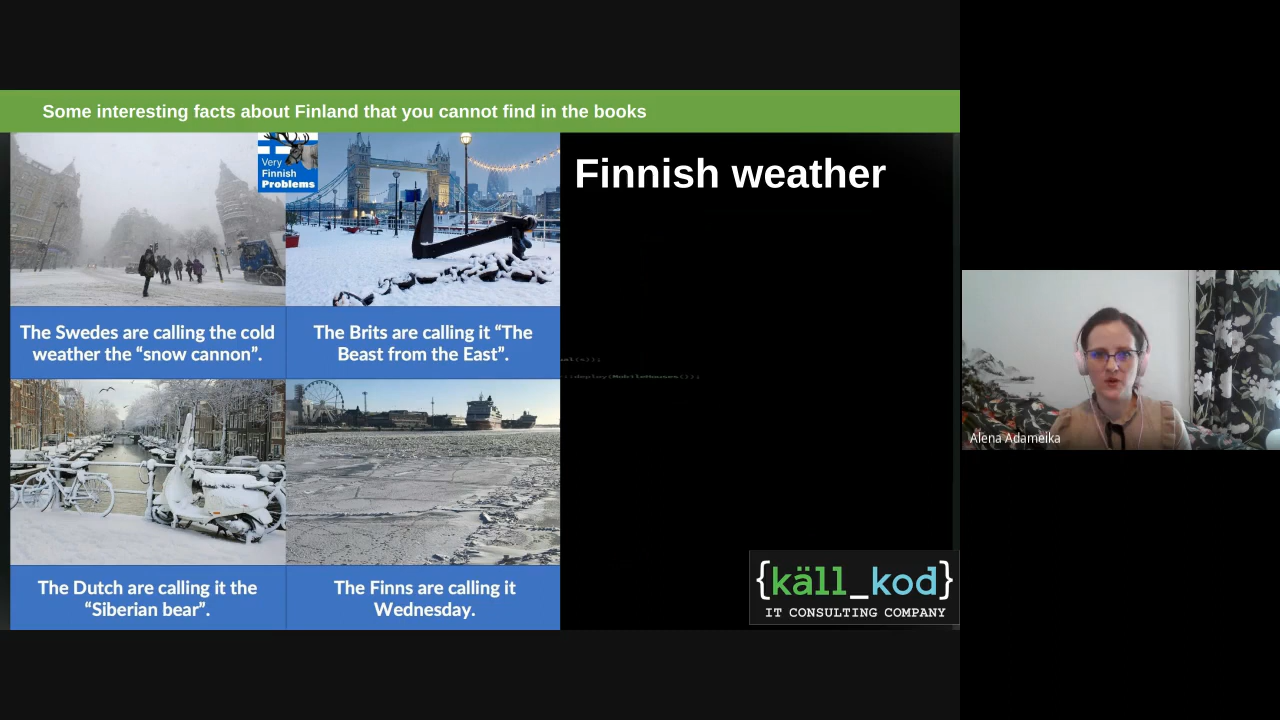 Some interesting facts about Finland that you cannot find in the books
Very
Finnish
Problems
Finnish weather
The Swedes are calling the cold
weather the “snow cannon”.
The Brits are calling it “The
Beast from the East”.
The Dutch are calling it the
“Siberian bear”.
The Finns are calling it
Wednesday.
{käll_kod}
IT CONSULTING COMPANY
Alena Adameika